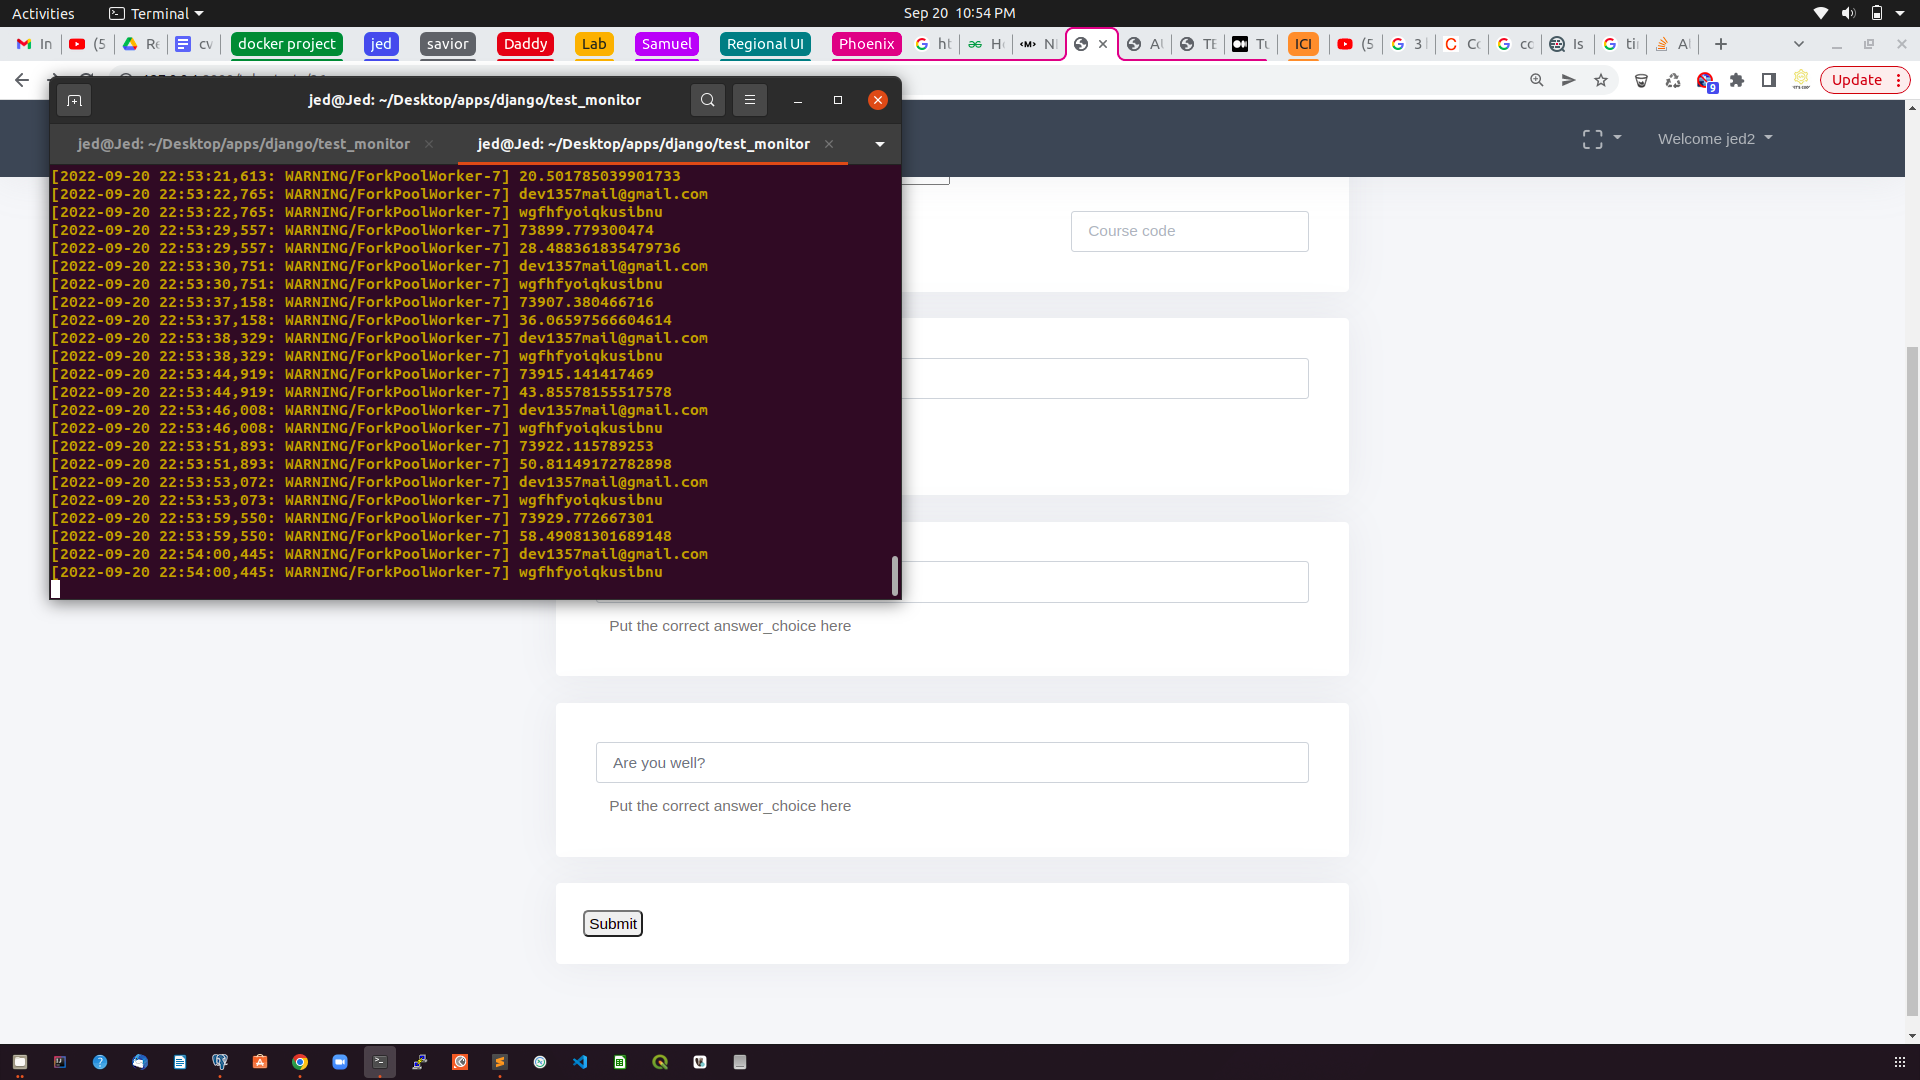 Activities
Terminal
Sep 20 10:54 PM
In
(5
Re
cv
docker project
jed
savior
Daddy
Lab
Samuel
Regional UI
Phoenix
ht
TE
Tu
ICI
(5
3
Is
Update
9
jed@Jed: ~/Desktop/apps/django/test_monitor
jed@Jed: ~/Desktop/apps/django/test_monitor
jed@Jed: ~/Desktop/apps/django/test_monitor
Welcome jed2
[2022-09-20 22:53:21,613: WARNING/ForkPoolWorker-7] 20.501785039901733
[2022-09-20 22:53:22,765: WARNING/ForkPoolWorker-7] dev1357mail@gmail.com
[2022-09-20 22:53:22,765: WARNING/ForkPoolWorker-7] wgfhfyoiqkusibnu
[2022-09-20 22:53:29,557: WARNING/ForkPoolWorker-7] 73899.779300474
[2022-09-20 22:53:29,557: WARNING/ForkPoolWorker-7] 28.488361835479736
[2022-09-20 22:53:30,751: WARNING/ForkPoolWorker-7] dev1357mail@gmail.com
[2022-09-20 22:53:30,751: WARNING/ForkPoolWorker-7] wgfhfyoiqkusibnu
[2022-09-20 22:53:37,158: WARNING/ForkPoolWorker-7] 73907.380466716
[2022-09-20 22:53:37,158: WARNING/ForkPoolWorker-7] 36.06597566604614
[2022-09-20 22:53:38,329: WARNING/ForkPoolWorker-7] dev1357mail@gmail.com
[2022-09-20 22:53:38,329: WARNING/ForkPoolWorker-7] wgfhfyoiqkusibnu
[2022-09-20 22:53:44,919: WARNING/ForkPoolWorker-7] 73915.141417469
[2022-09-20 22:53:44,919: WARNING/ForkPoolWorker-7] 43.85578155517578
[2022-09-20 22:53:46,008: WARNING/ForkPoolWorker-7] dev1357mail@gmail.com
[2022-09-20 22:53:46,008: WARNING/ForkPoolWorker-7] wgfhfyoiqkusibnu
[2022-09-20 22:53:51,893: WARNING/ForkPoolWorker-7] 73922.115789253
[2022-09-20 22:53:51,893: WARNING/ForkPoolWorker-7] 50.81149172782898
[2022-09-20 22:53:53,072: WARNING/ForkPoolWorker-7] dev1357mail@gmail.com
[2022-09-20 22:53:53,073: WARNING/ForkPoolWorker-7] wgfhfyoiqkusibnu
[2022-09-20 22:53:59,550: WARNING/ForkPoolWorker-7] 73929.772667301
[2022-09-20 22:53:59,550: WARNING/ForkPoolWorker-7] 58.49081301689148
[2022-09-20 22:54:00,445: WARNING/ForkPoolWorker-7] dev1357mail@gmail.com
[2022-09-20 22:54:00,445: WARNING/ForkPoolWorker-7] wgfhfyoiqkusibnu
Course code
Put the correct answer_choice here
Are you well?
Put the correct answer_choice here
Submit